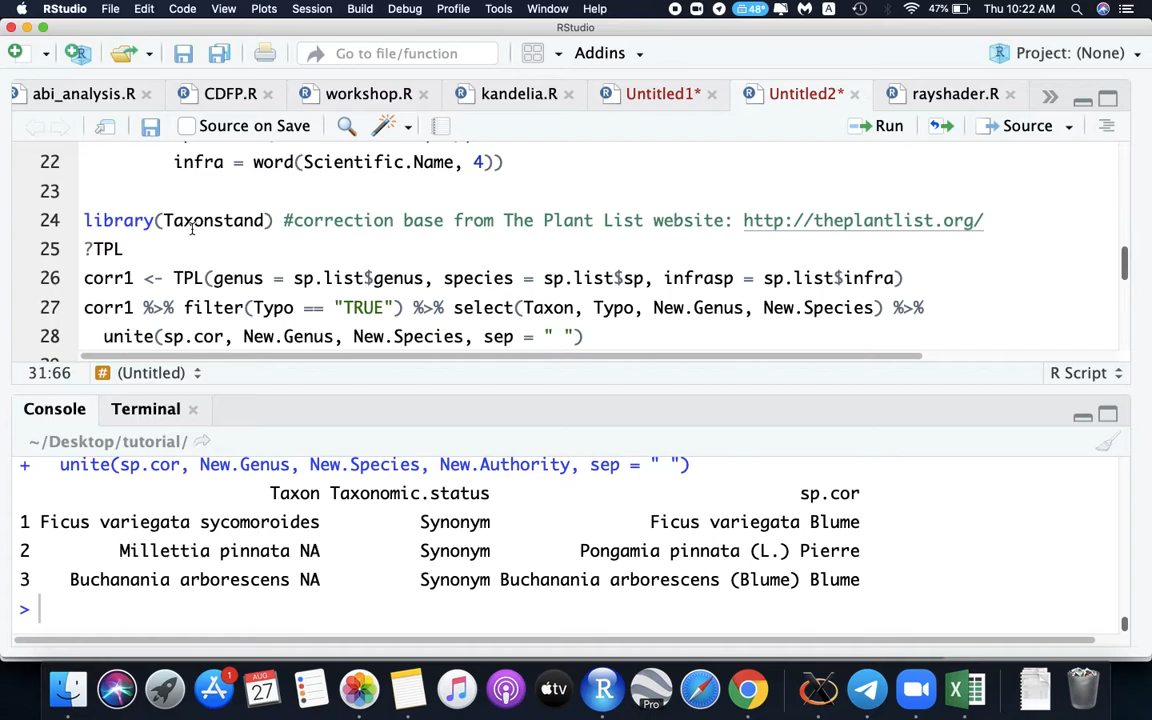 RStudio File Edit Code View Plots Session Build Debug Profile Tools Window Help 48° A 47% Thu 10:22 AM
RStudio
Go to file/function Addins Project: (None)
abi_analysis.R CDFP.R workshop.R kandelia.R Untitled1* Untitled2* rayshader.R
Source on Save Run Source
22 infra = word(Scientific.Name, 4))
23
24 library(Taxonstand) #correction base from The Plant List website: http://theplantlist.org/
25 ?TPL
26 corr1 <- TPL(genus = sp.list$genus, species = sp.list$sp, infrasp = sp.list$infra)
27 corr1 %>% filter(Typo == "TRUE") %>% select(Taxon, Typo, New.Genus, New.Species) %>%
28 unite(sp.cor, New.Genus, New.Species, sep = " ")
31:66 # (Untitled) R Script
Console Terminal
~/Desktop/tutorial/
+ unite(sp.cor, New.Genus, New.Species, New.Authority, sep = " ")
Taxon Taxonomic.status sp.cor
1 Ficus variegata sycomoroides Synonym Ficus variegata Blume
2 Millettia pinnata NA Synonym Pongamia pinnata (L.) Pierre
3 Buchanania arborescens NA Synonym Buchanania arborescens (Blume) Blume
>
1 AUG 27 tv R Pro